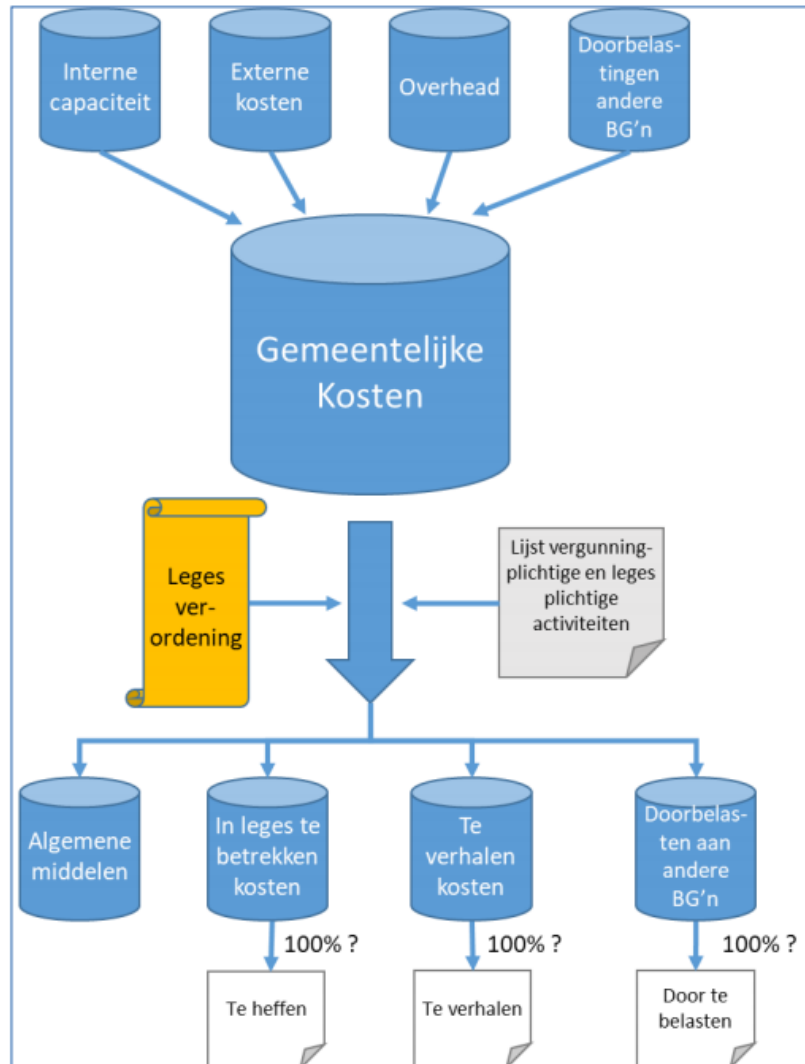 Interne
capaciteit
Externe
kosten
Overhead
Doorbelas-
tingen
andere
BG'n
Gemeentelijke
Kosten
Leges
ver-
ordening
Lijst vergunning-
plichtige en leges
plichtige
activiteiten
Algemene
middelen
In leges te
betrekken
kosten
Te
verhalen
kosten
Doorbelas-
ten aan
andere
BG'n
100% ?
100% ?
100% ?
Te heffen
Te verhalen
Door te
belasten